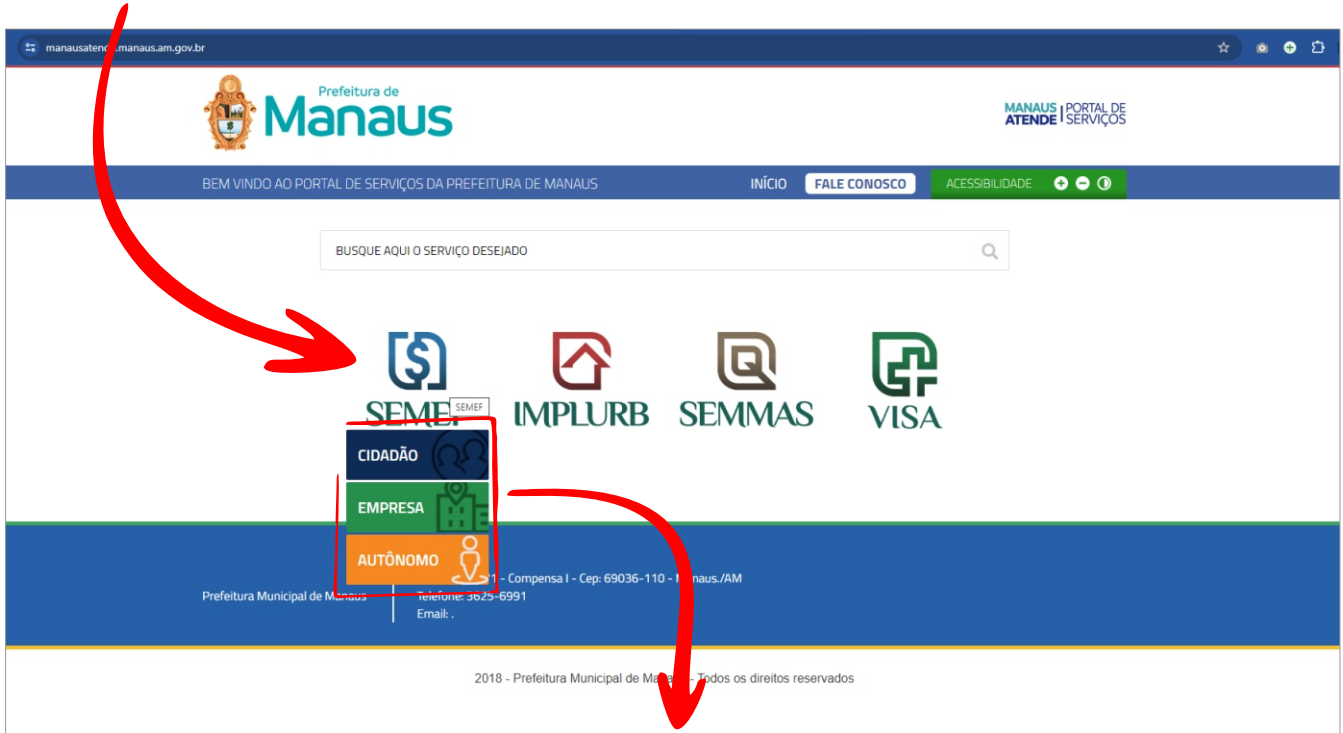 manausatende.manaus.am.gov.br
Prefeitura de
Manaus
MANAUS ATENDE
PORTAL DE SERVIÇOS
BEM VINDO AO PORTAL DE SERVIÇOS DA PREFEITURA DE MANAUS
INÍCIO
FALE CONOSCO
ACESSIBILIDADE
BUSQUE AQUI O SERVIÇO DESEJADO
SEMEF
IMPLURB
SEMMAS
VISA
SEMEF
CIDADÃO
EMPRESA
AUTÔNOMO
Prefeitura Municipal de Manaus
- Compensa I - Cep: 69036-110 - Manaus./AM
Telefone: 3625-6991
Email: .
2018 - Prefeitura Municipal de Manaus - Todos os direitos reservados